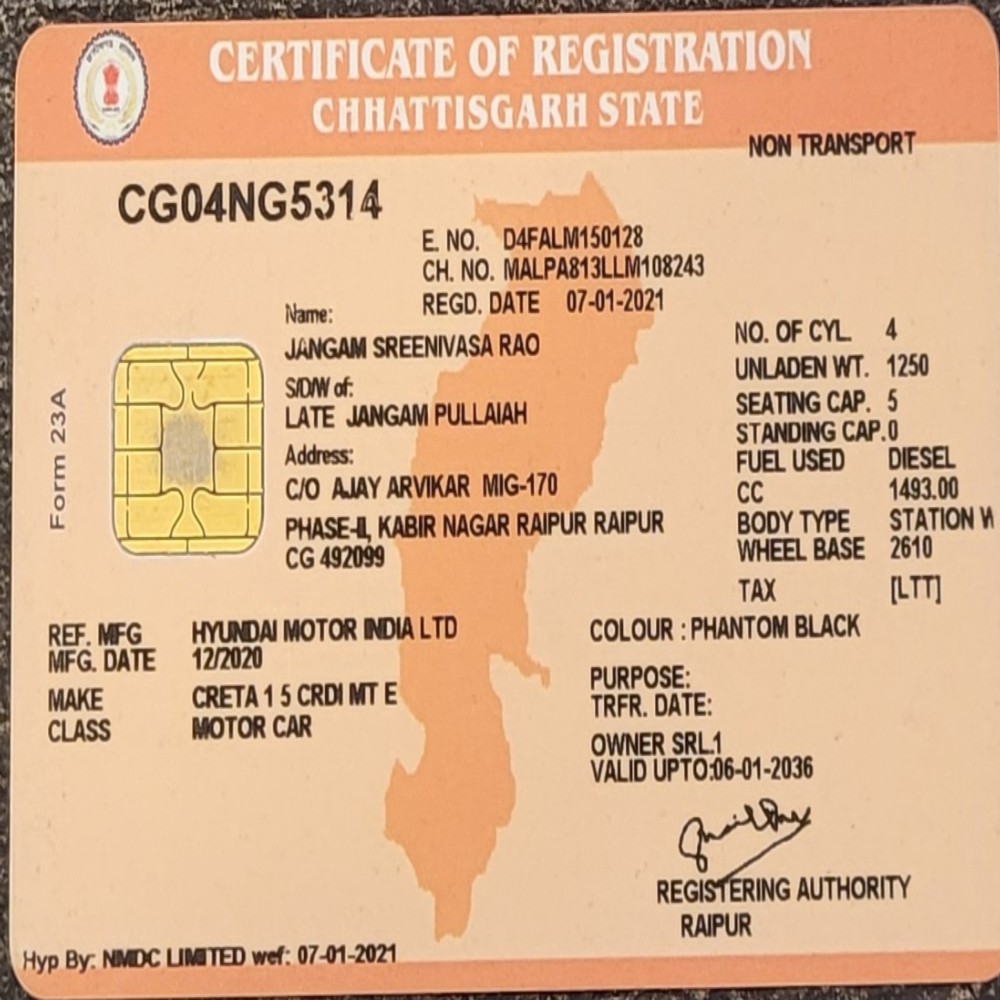 CERTIFICATE OF REGISTRATION
CHHATTISGARH STATE
NON TRANSPORT
CG04NG5314
E. NO. D4FALM150128
CH. NO. MALPA813LLM108243
REGD. DATE 07-01-2021
Name:
JANGAM SREENIVASA RAO
S/D/W of:
LATE JANGAM PULLAIAH
Address:
C/O AJAY ARVIKAR MIG-170
PHASE-II, KABIR NAGAR RAIPUR RAIPUR
CG 492099
NO. OF CYL 4
UNLADEN WT. 1250
SEATING CAP. 5
STANDING CAP.0
FUEL USED DIESEL
CC 1493.00
BODY TYPE STATION W
WHEEL BASE 2610
TAX [LTT]
Form 23A
REF. MFG HYUNDAI MOTOR INDIA LTD
MFG. DATE 12/2020
MAKE CRETA 1 5 CRDI MT E
CLASS MOTOR CAR
COLOUR : PHANTOM BLACK
PURPOSE:
TRFR. DATE:
OWNER SRL.1
VALID UPTO:06-01-2036
REGISTERING AUTHORITY
RAIPUR
Hyp By: NMDC LIMITED wef: 07-01-2021